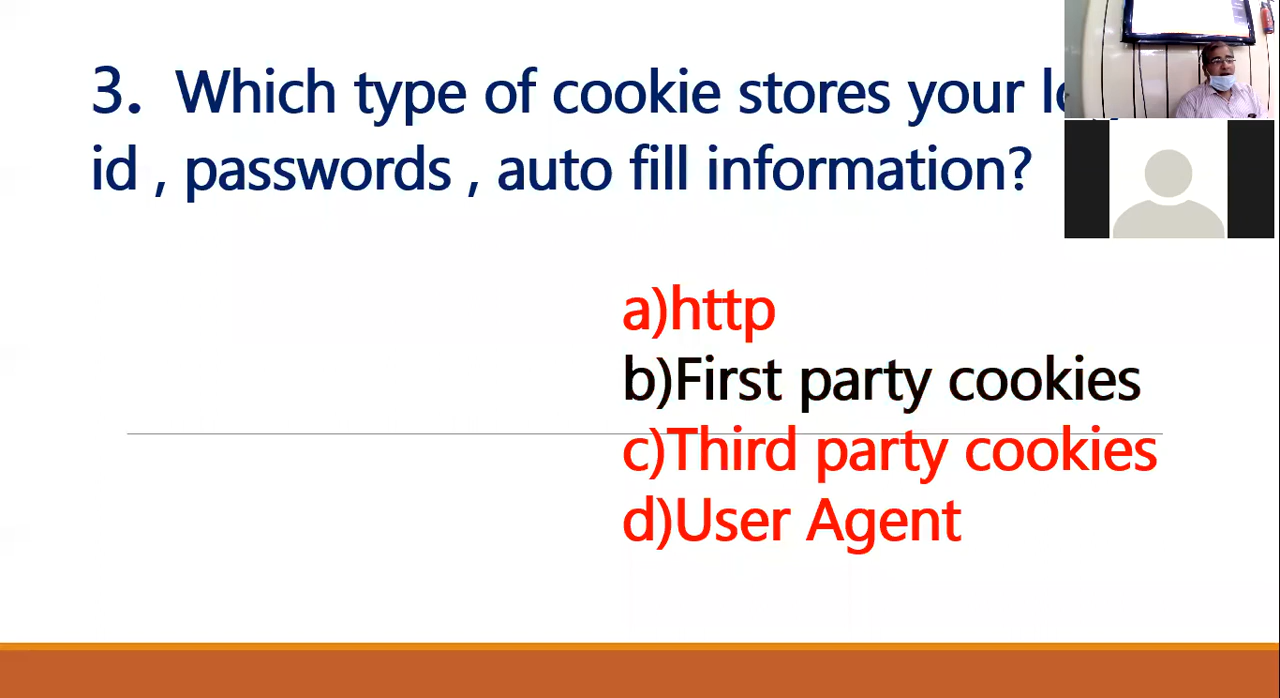 3. Which type of cookie stores your
id , passwords , auto fill information?
a)http
b)First party cookies
c)Third party cookies
d)User Agent